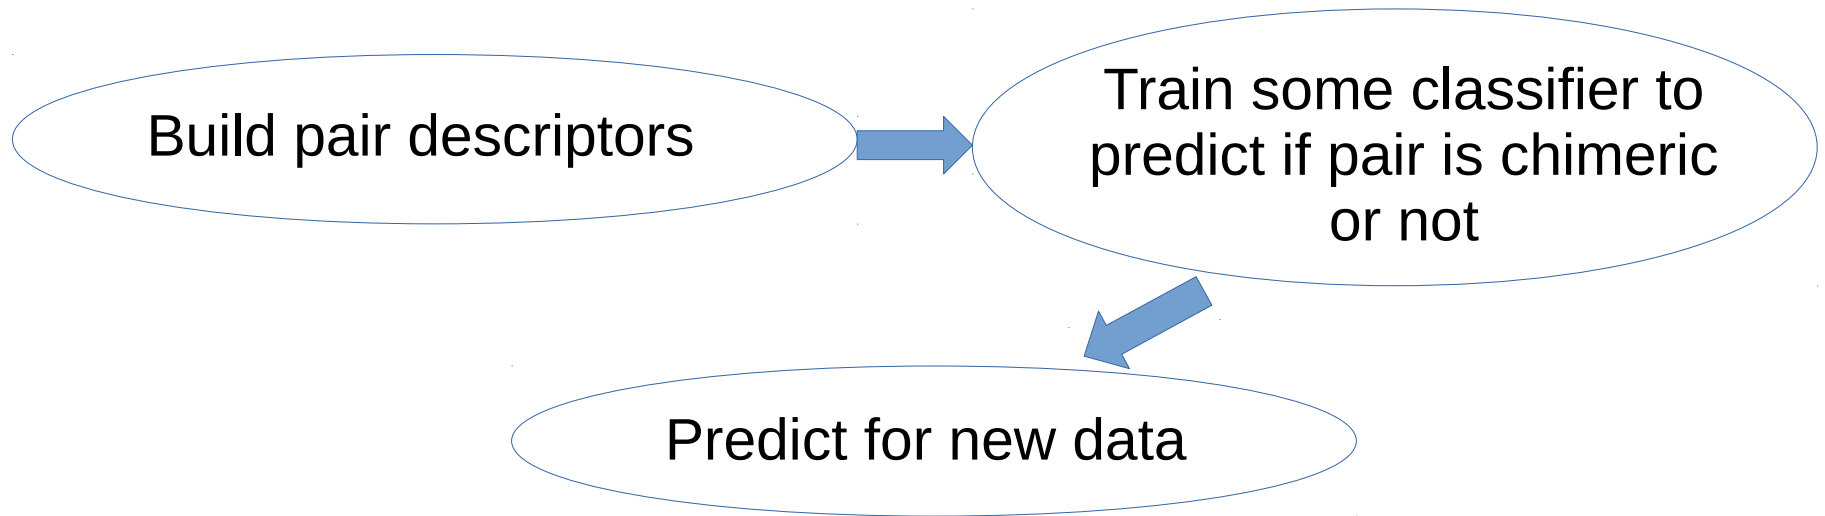 Build pair descriptors
Train some classifier to
predict if pair is chimeric
or not
Predict for new data